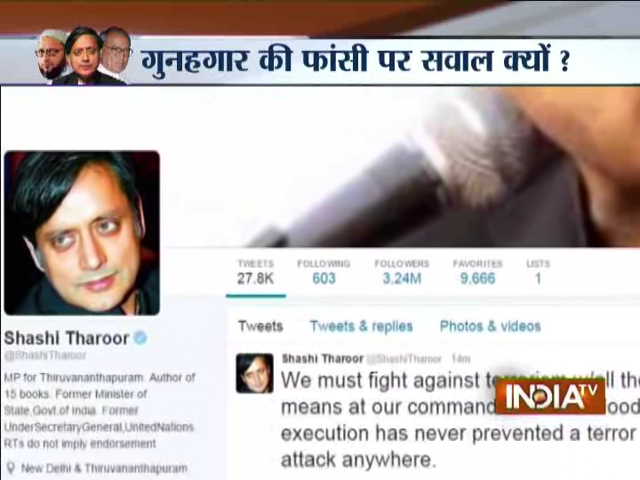 गुनहगार की फांसी पर सवाल क्यों ?
TWEETS FOLLOWING FOLLOWERS FAVORITES LISTS
27.8K 603 3.24M 9,666 1
Tweets Tweets & replies Photos & videos
Shashi Tharoor
@ShashiTharoor
MP for Thiruvananthapuram. Author of
15 books. Former Minister of
State,Govt.of India. Former
UnderSecretaryGeneral,UnitedNations.
RTs do not imply endorsement
New Delhi & Thiruvananthapuram
Shashi Tharoor @ShashiTharoor 14m
We must fight against terrorism w/all the
means at our command
execution has never prevented a terror
attack anywhere.
INDIA TV